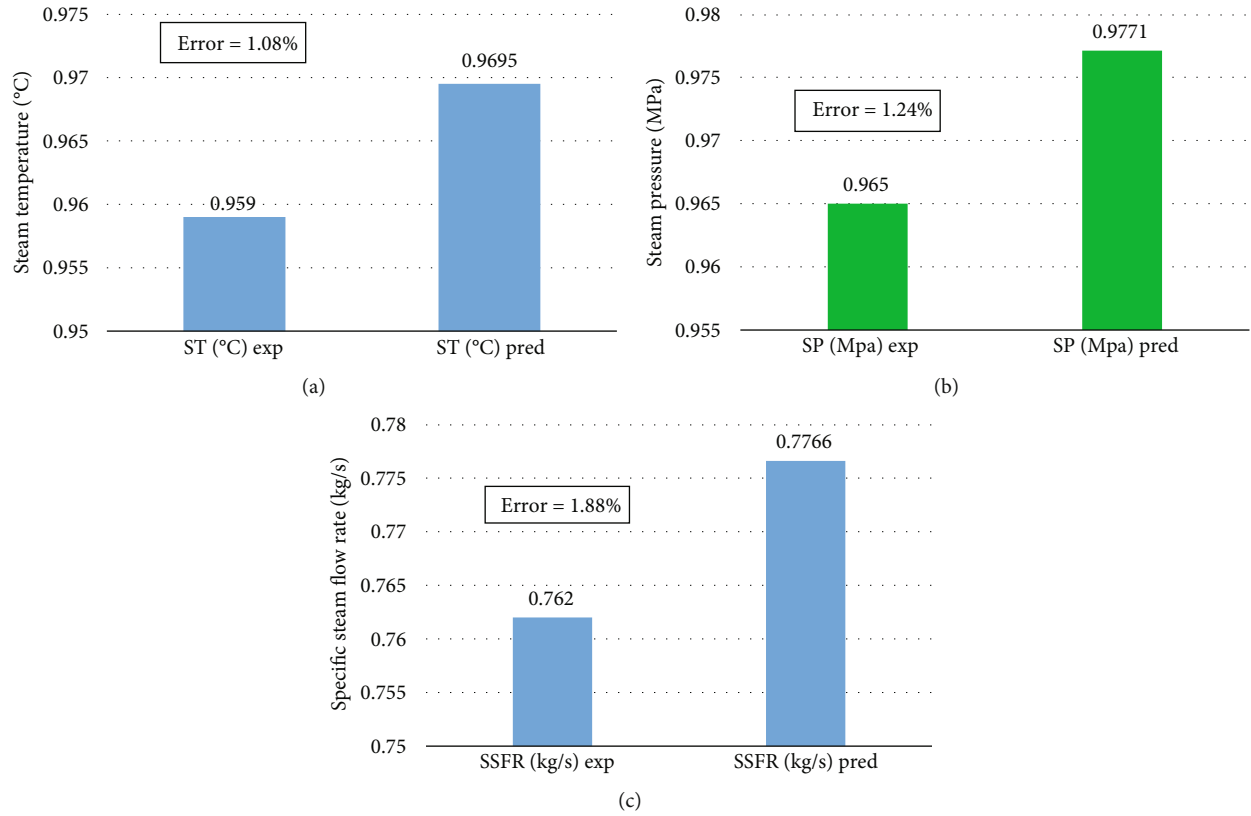 Steam temperature (°C)
0.975
0.97
0.965
0.96
0.955
0.95
Error = 1.08%
0.959
0.9695
ST (°C) exp
ST (°C) pred
(a)
Steam pressure (MPa)
0.98
0.975
0.97
0.965
0.96
0.955
Error = 1.24%
0.965
0.9771
SP (Mpa) exp
SP (Mpa) pred
(b)
Specific steam flow rate (kg/s)
0.78
0.775
0.77
0.765
0.76
0.755
0.75
Error = 1.88%
0.762
0.7766
SSFR (kg/s) exp
SSFR (kg/s) pred
(c)